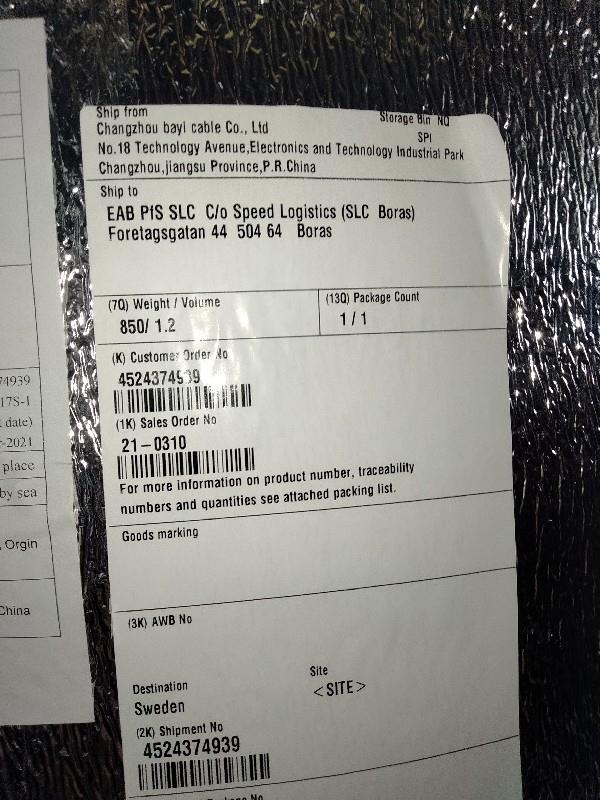 Ship from
Storage Bin NO
Changzhou bayi cable Co., Ltd
SPI
No.18 Technology Avenue,Electronics and Technology Industrial Park
Changzhou,jiangsu Province,P.R.China
Ship to
EAB PfS SLC C/o Speed Logistics (SLC Boras)
Foretagsgatan 44 504 64 Boras
(7Q) Weight / Volume
850/ 1.2
(13Q) Package Count
1/1
(K) Customer Order No
4524374939
(1K) Sales Order No
21-0310
For more information on product number, traceability
numbers and quantities see attached packing list.
Goods marking
(3K) AWB No
Site
<SITE>
Destination
Sweden
(2K) Shipment No
4524374939
74939
17S-1
date)
-2021
place
by sea
Orgin
China